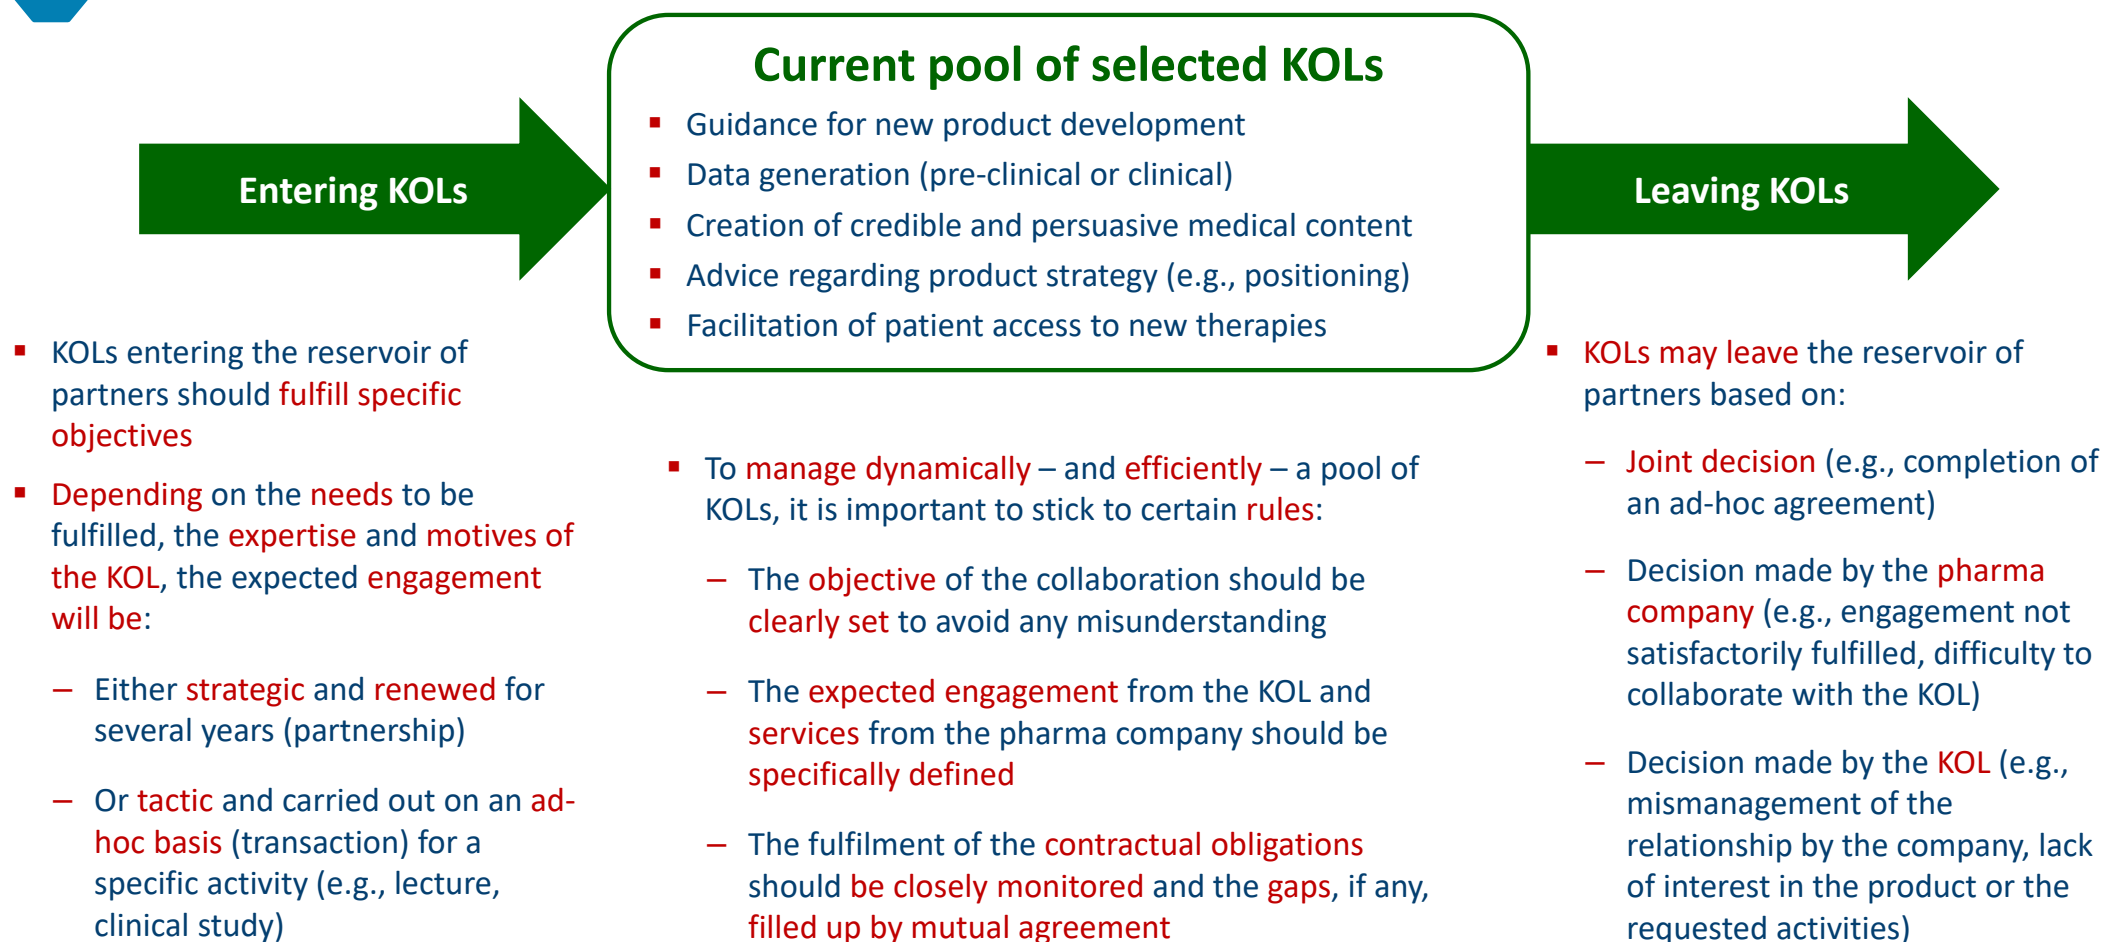 Current pool of selected KOLs
▪ Guidance for new product development
▪ Data generation (pre-clinical or clinical)
▪ Creation of credible and persuasive medical content
▪ Advice regarding product strategy (e.g., positioning)
▪ Facilitation of patient access to new therapies
Entering KOLs
▪ KOLs entering the reservoir of
partners should fulfill specific
objectives
▪ Depending on the needs to be
fulfilled, the expertise and motives of
the KOL, the expected engagement
will be:
– Either strategic and renewed for
several years (partnership)
– Or tactic and carried out on an ad-
hoc basis (transaction) for a
specific activity (e.g., lecture,
clinical study)
▪ To manage dynamically – and efficiently – a pool of
KOLs, it is important to stick to certain rules:
– The objective of the collaboration should be
clearly set to avoid any misunderstanding
– The expected engagement from the KOL and
services from the pharma company should be
specifically defined
– The fulfilment of the contractual obligations
should be closely monitored and the gaps, if any,
filled up by mutual agreement
Leaving KOLs
▪ KOLs may leave the reservoir of
partners based on:
– Joint decision (e.g., completion of
an ad-hoc agreement)
– Decision made by the pharma
company (e.g., engagement not
satisfactorily fulfilled, difficulty to
collaborate with the KOL)
– Decision made by the KOL (e.g.,
mismanagement of the
relationship by the company, lack
of interest in the product or the
requested activities)